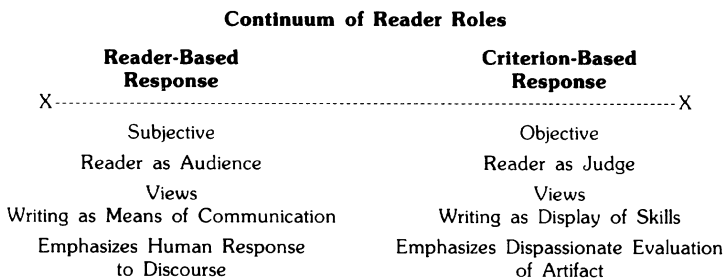 Continuum of Reader Roles
Reader-Based
Response
Criterion-Based
Response
X-----------------------------------------------------------------------X
Subjective
Objective
Reader as Audience
Reader as Judge
Views
Writing as Means of Communication
Views
Writing as Display of Skills
Emphasizes Human Response
to Discourse
Emphasizes Dispassionate Evaluation
of Artifact